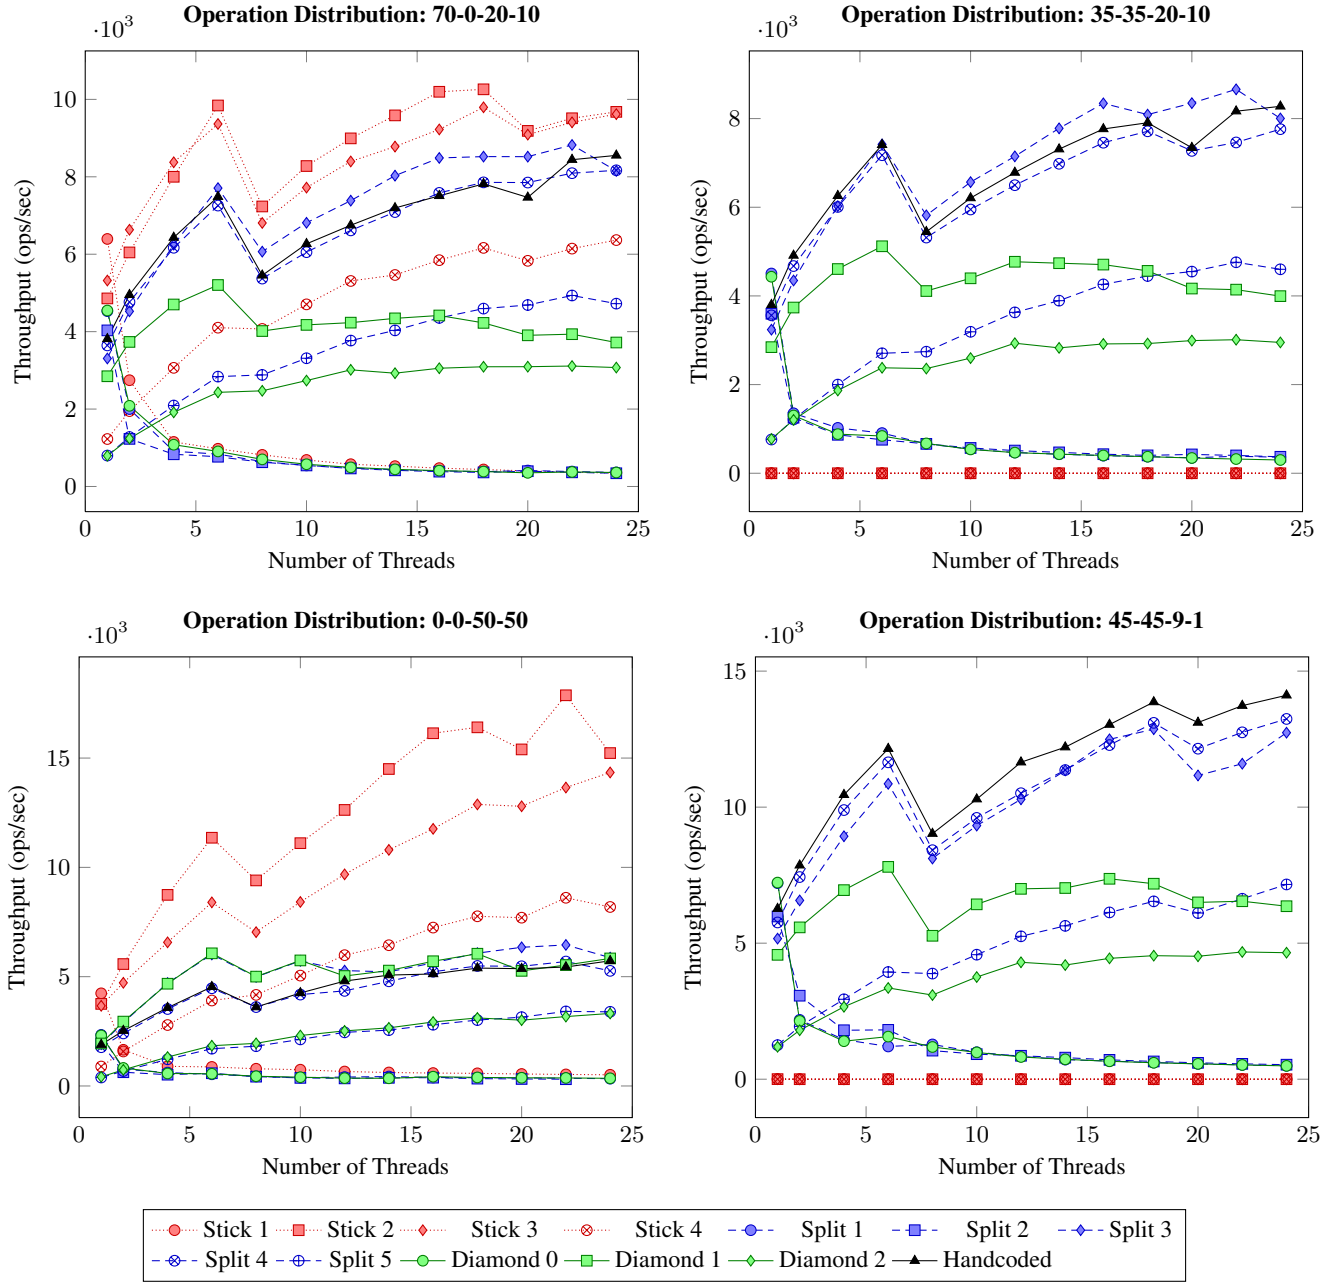 Operation Distribution: 70-0-20-10
·10³
Throughput (ops/sec)
10
8
6
4
2
0
0 5 10 15 20 25
Number of Threads
Operation Distribution: 35-35-20-10
·10³
Throughput (ops/sec)
8
6
4
2
0
0 5 10 15 20 25
Number of Threads
Operation Distribution: 0-0-50-50
·10³
Throughput (ops/sec)
15
10
5
0
0 5 10 15 20 25
Number of Threads
Operation Distribution: 45-45-9-1
·10³
Throughput (ops/sec)
15
10
5
0
0 5 10 15 20 25
Number of Threads
Stick 1 Stick 2 Stick 3 Stick 4 Split 1 Split 2 Split 3
Split 4 Split 5 Diamond 0 Diamond 1 Diamond 2 Handcoded